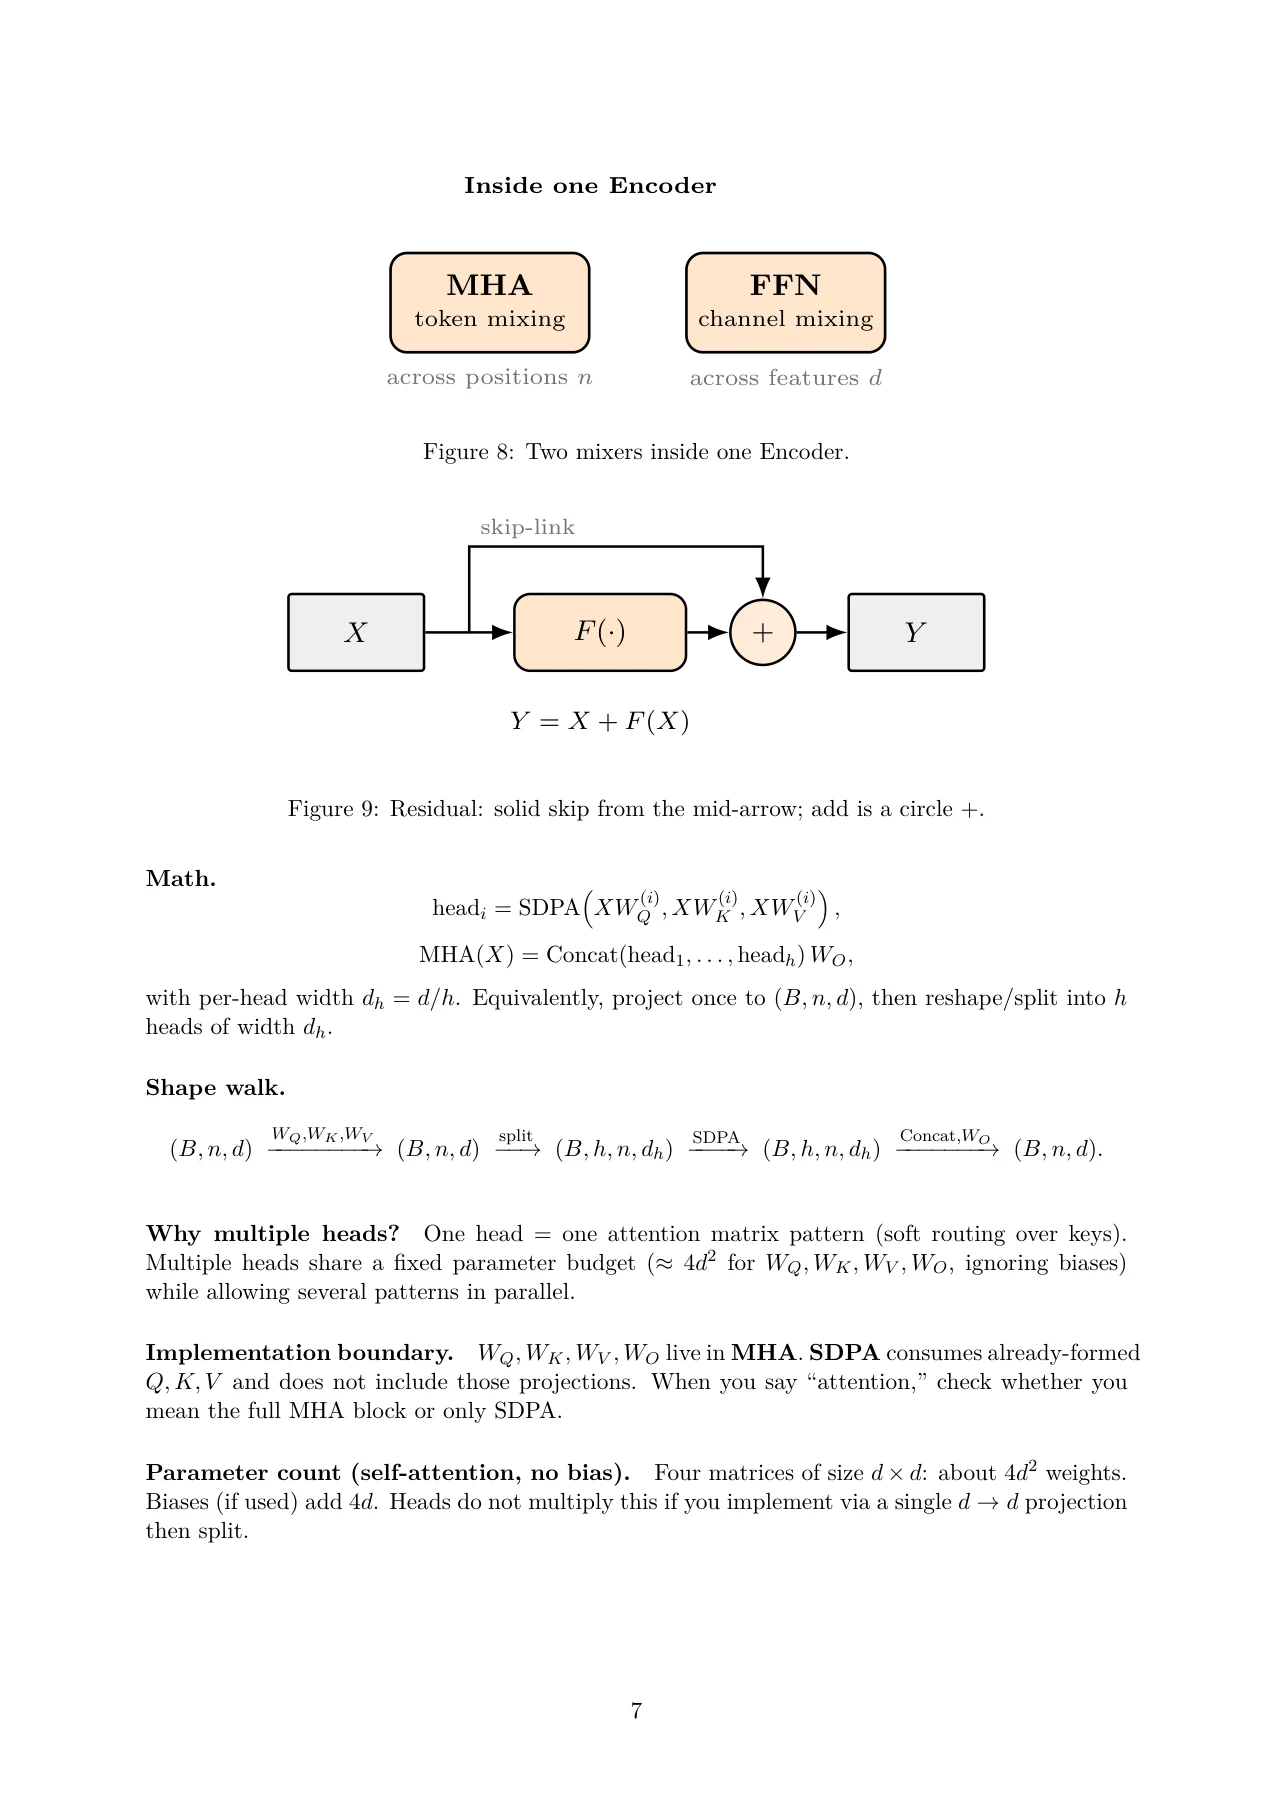 Inside one Encoder
MHA
token mixing
across positions n
FFN
channel mixing
across features d
Figure 8: Two mixers inside one Encoder.
skip-link
X
F(·)
+
Y
Y = X + F(X)
Figure 9: Residual: solid skip from the mid-arrow; add is a circle +.
Math.
head_i = SDPA(XW_Q^{(i)}, XW_K^{(i)}, XW_V^{(i)}),
MHA(X) = Concat(head_1, . . . , head_h) W_O,
with per-head width d_h = d/h. Equivalently, project once to (B, n, d), then reshape/split into h
heads of width d_h.
Shape walk.
(B, n, d) \xrightarrow{W_Q,W_K,W_V} (B, n, d) \xrightarrow{split} (B, h, n, d_h) \xrightarrow{SDPA} (B, h, n, d_h) \xrightarrow{Concat,W_O} (B, n, d).
Why multiple heads? One head = one attention matrix pattern (soft routing over keys).
Multiple heads share a fixed parameter budget (≈ 4d² for W_Q, W_K, W_V, W_O, ignoring biases)
while allowing several patterns in parallel.
Implementation boundary. W_Q, W_K, W_V, W_O live in MHA. SDPA consumes already-formed
Q, K, V and does not include those projections. When you say “attention,” check whether you
mean the full MHA block or only SDPA.
Parameter count (self-attention, no bias). Four matrices of size d × d: about 4d² weights.
Biases (if used) add 4d. Heads do not multiply this if you implement via a single d → d projection
then split.
7